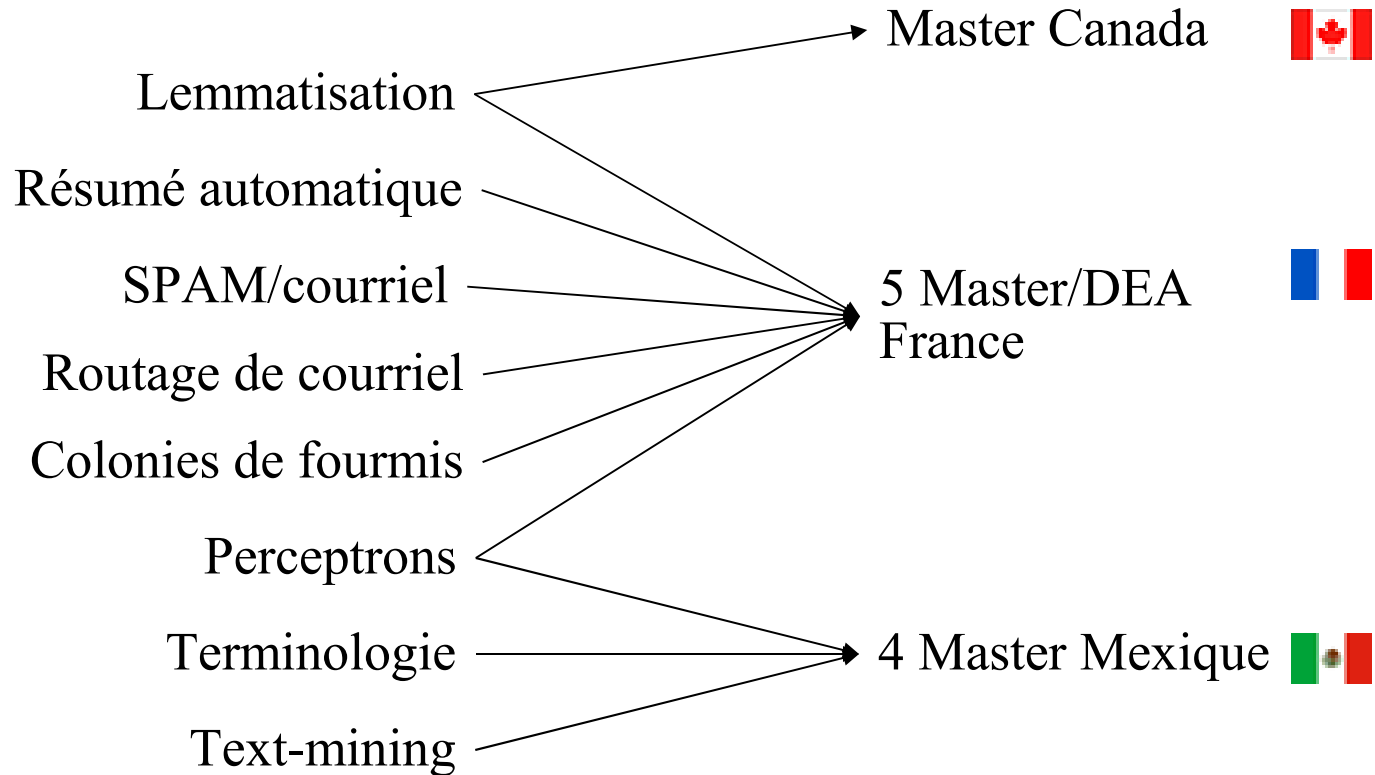 Master Canada
Lemmatisation
Résumé automatique
SPAM/courriel
5 Master/DEA
France
Routage de courriel
Colonies de fourmis
Perceptrons
Terminologie
4 Master Mexique
Text-mining